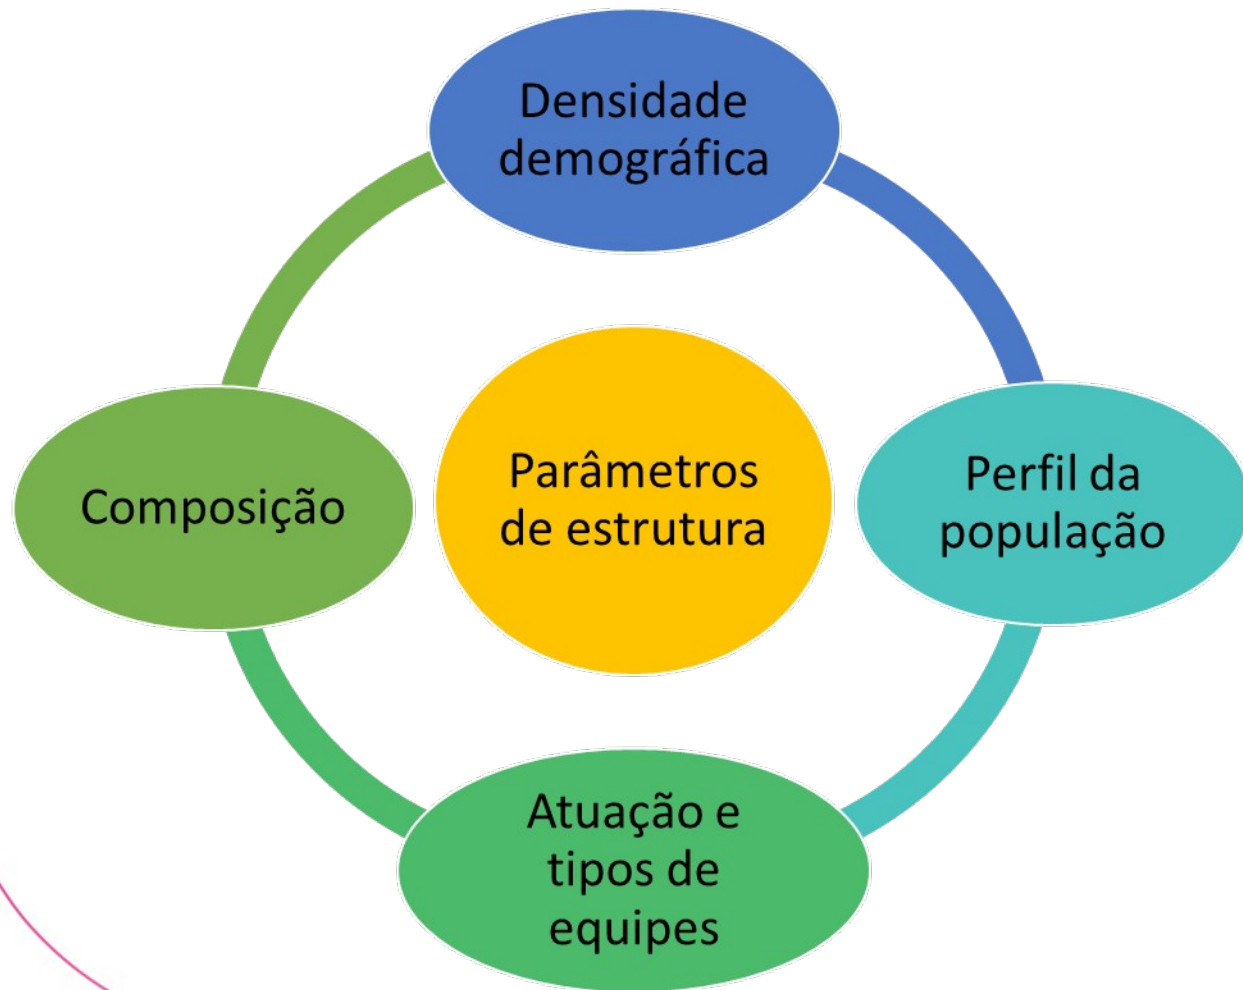 Densidade
demográfica
Composição
Parâmetros
de estrutura
Perfil da
população
Atuação e
tipos de
equipes